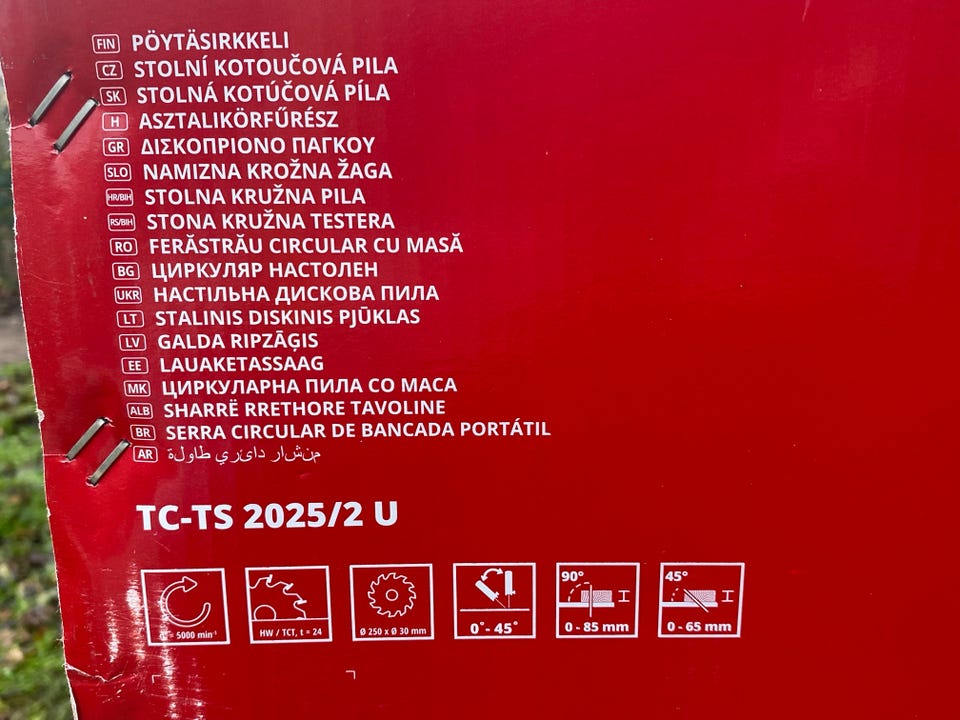 FIN PÖYTÄSIRKKELI
CZ STOLNÍ KOTOUČOVÁ PILA
SK STOLNÁ KOTÚČOVÁ PÍLA
H ASZTALIKÖRFŰRÉSZ
GR ΔΙΣΚΟΠΡΙΟΝΟ ΠΑΓΚΟΥ
SLO NAMIZNA KROŽNA ŽAGA
HR/BIH STOLNA KRUŽNA PILA
RS/BIH STONA KRUŽNA TESTERA
RO FERĂSTRĂU CIRCULAR CU MASĂ
BG ЦИРКУЛЯР НАСТОЛЕН
UKR НАСТІЛЬНА ДИСКОВА ПИЛА
LT STALINIS DISKINIS PJŪKLAS
LV GALDA RIPZĀĢIS
EE LAUAKETASSAAG
MK ЦИРКУЛАРНА ПИЛА СО МАСА
ALB SHARRË RRETHORE TAVOLINE
BR SERRA CIRCULAR DE BANCADA PORTÁTIL
AR منشار دائري طاولة
TC-TS 2025/2 U
90° 45°
= 5000 min⁻¹ HW / TCT, t = 24 Ø 250 x Ø 30 mm 0°- 45° 0 - 85 mm 0 - 65 mm